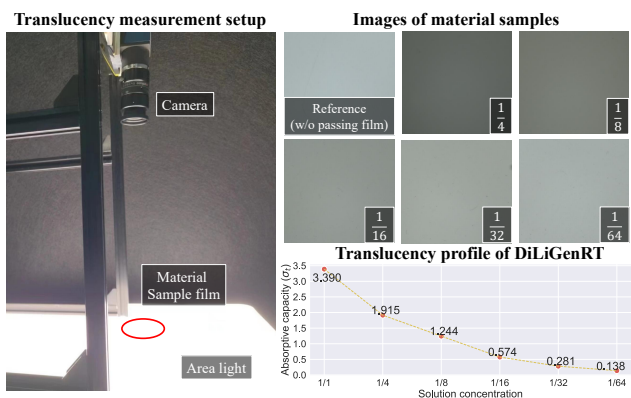 Translucency measurement setup
Camera
Material
Sample film
Area light
Images of material samples
Reference
(w/o passing film)
1/4
1/8
1/16
1/32
1/64
Translucency profile of DiLiGenRT
Absorptive capacity (σₜ)
3.5
3.0
2.5
2.0
1.5
1.0
0.5
0.0
3.390
1.915
1.244
0.574
0.281
0.138
1/1
1/4
1/8
1/16
1/32
1/64
Solution concentration